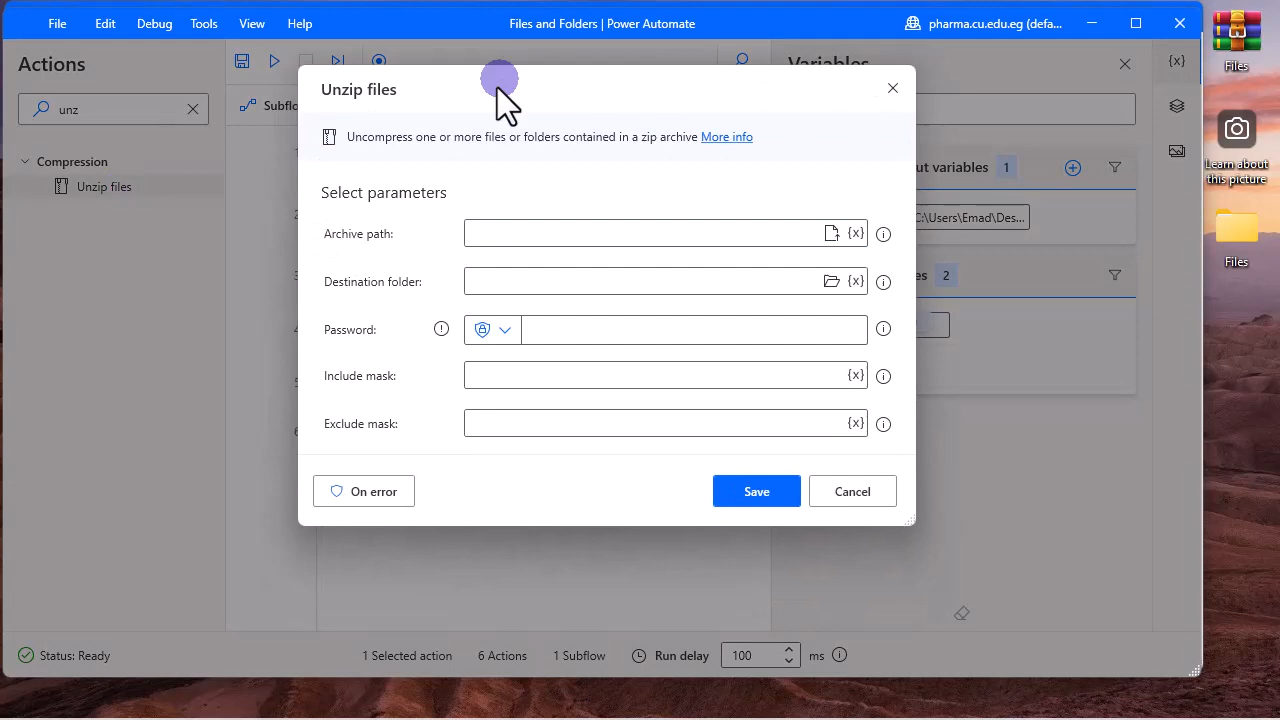 File Edit Debug Tools View Help Files and Folders | Power Automate pharma.cu.edu.eg (defa...
Files
Actions
Variables
{x}
Unzip files
unz
Subflo
Learn about
this picture
Uncompress one or more files or folders contained in a zip archive More info
Compression
Unzip files
ut variables 1
Select parameters
C:\Users\Emad\Des...
Archive path: {x}
Files
Destination folder: {x}
es 2
Password:
Include mask: {x}
Exclude mask: {x}
On error Save Cancel
Status: Ready 1 Selected action 6 Actions 1 Subflow Run delay 100 ms